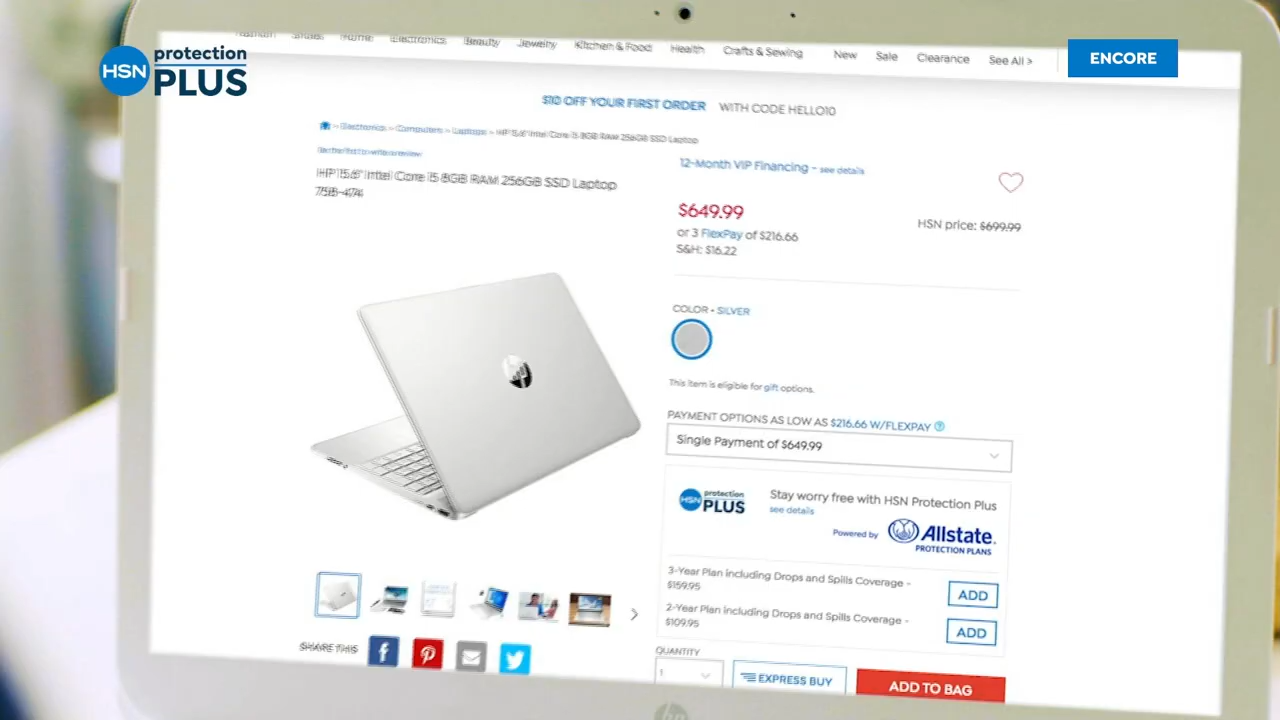 HSN protection PLUS
ENCORE
Fashion Shoes Home Electronics Beauty Jewelry Kitchen & Food Health Crafts & Sewing New Sale Clearance See All >
$10 OFF YOUR FIRST ORDER WITH CODE HELLO10
> Electronics > Computers > Laptops > HP 15.6" Intel Core i5 8GB RAM 256GB SSD Laptop
Be the first to write a review
HP 15.6" Intel Core i5 8GB RAM 256GB SSD Laptop
758-474
12-Month VIP Financing - see details
$649.99
HSN price: $699.99
or 3 FlexPay of $216.66
S&H: $16.22
COLOR • SILVER
This item is eligible for gift options.
PAYMENT OPTIONS AS LOW AS $216.66 W/FLEXPAY ?
Single Payment of $649.99
HSN protection PLUS
Stay worry free with HSN Protection Plus
see details
Powered by Allstate.
PROTECTION PLANS
3-Year Plan including Drops and Spills Coverage -
$159.95
ADD
2-Year Plan including Drops and Spills Coverage -
$109.95
ADD
SHARE THIS
QUANTITY
1
EXPRESS BUY
ADD TO BAG
hp